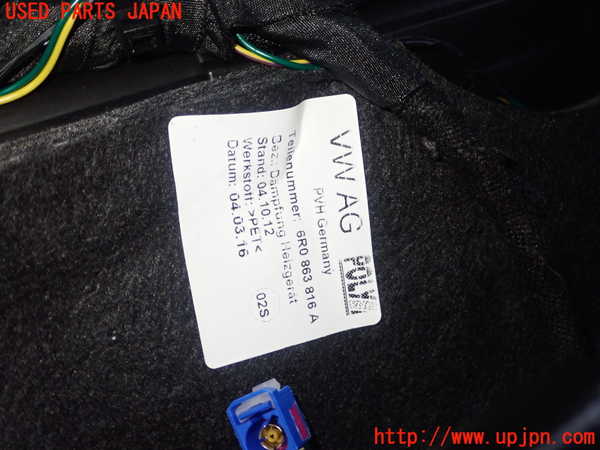 USED PARTS JAPAN
VW AG
PVH Germany
Teilenummer: 6R0 863 816 A
Bez.: Dämpfung Heizgerät
Stand: 04.10.12
Werkstoff: >PET<
Datum: 04.03.16
02S
http://www.upjpn.com/